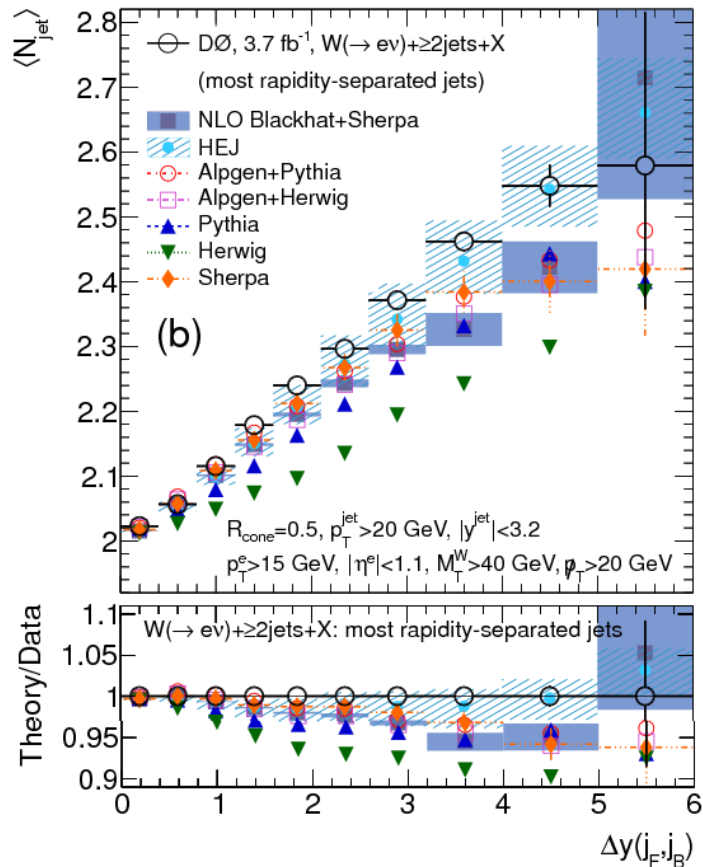 ⟨N_jet⟩
2.8
2.7
2.6
2.5
2.4
2.3
2.2
2.1
2
DØ, 3.7 fb⁻¹, W(→ eν)+≥2jets+X
(most rapidity-separated jets)
NLO Blackhat+Sherpa
HEJ
Alpgen+Pythia
Alpgen+Herwig
Pythia
Herwig
Sherpa
(b)
R_cone=0.5, p_T^jet>20 GeV, |y^jet|<3.2
p_T^e>15 GeV, |η^e|<1.1, M_T^W>40 GeV, p̸_T>20 GeV
Theory/Data
1.1
1.05
1
0.95
0.9
W(→ eν)+≥2jets+X: most rapidity-separated jets
0 1 2 3 4 5 6
Δy(j_F,j_B)